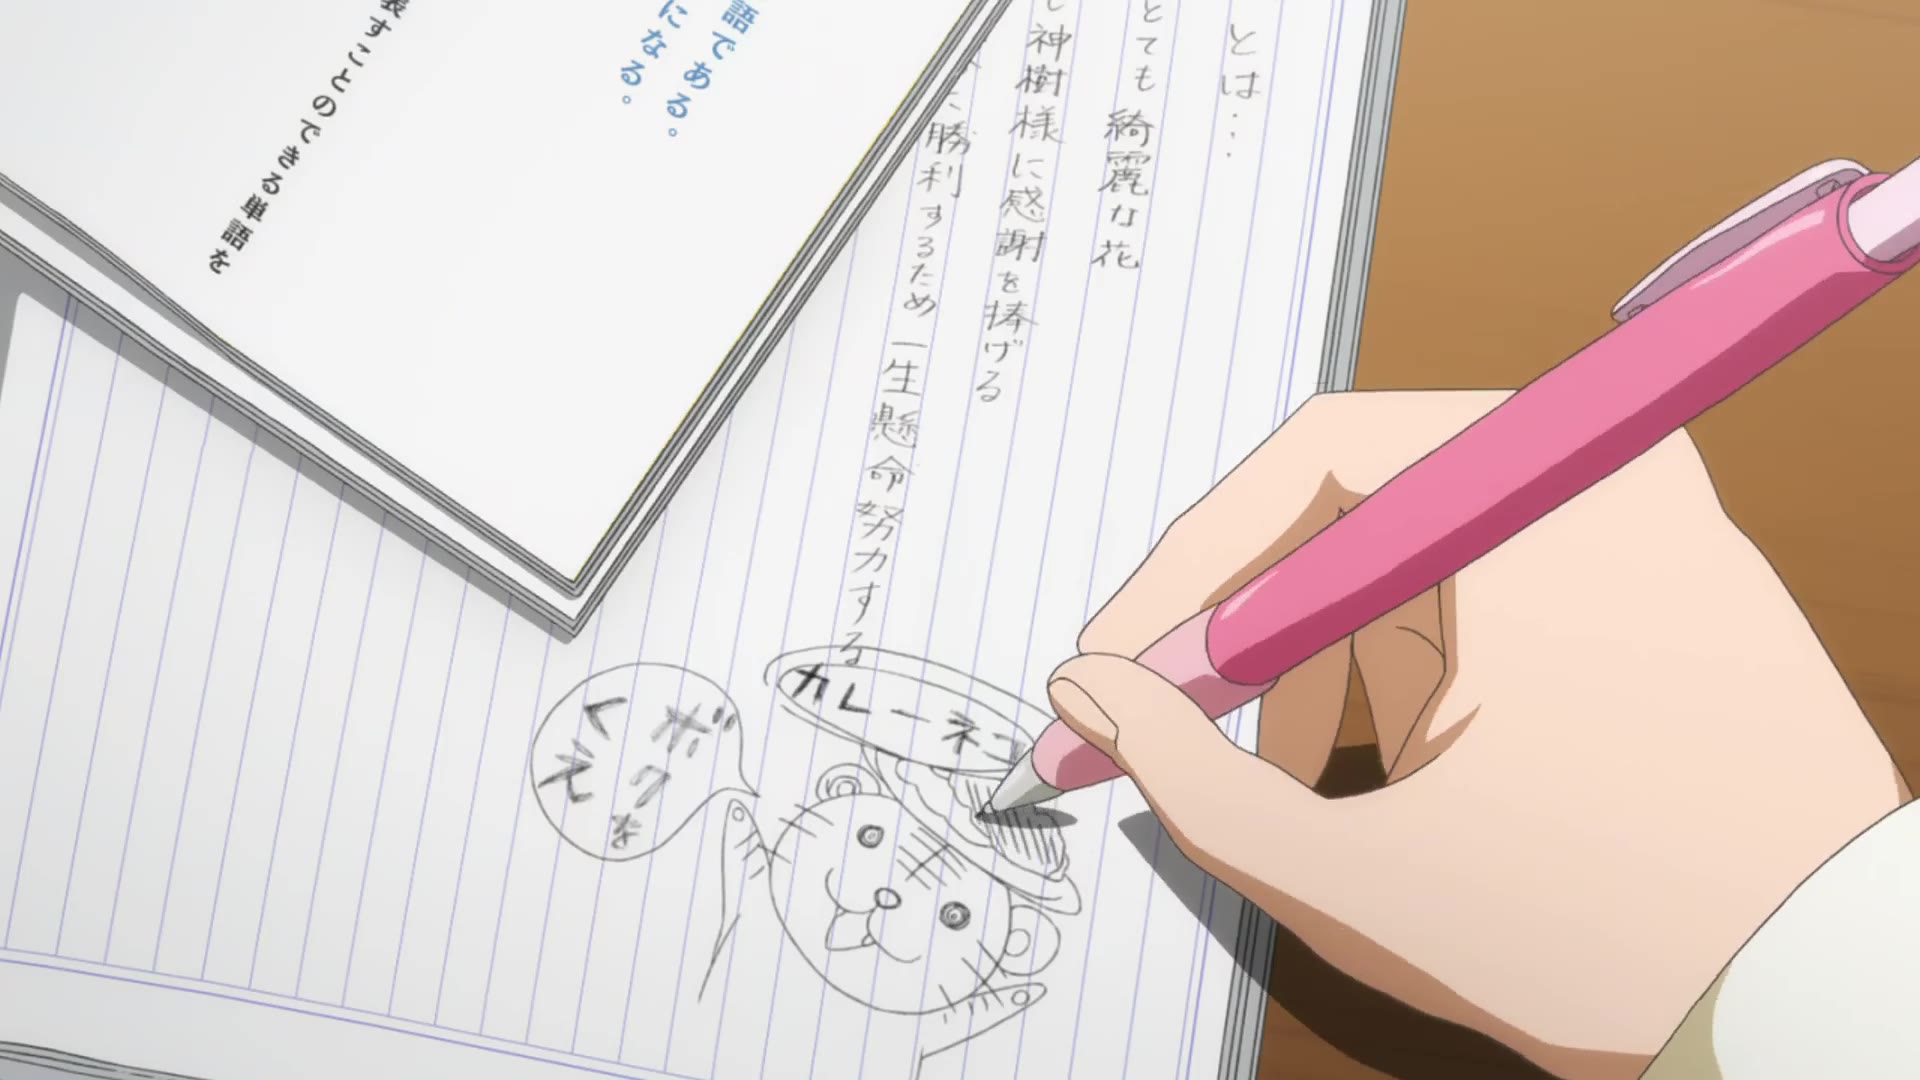 とは…
とても綺麗な花
神樹様に感謝を捧げる
勝利するため一生懸命努力する
語である。
になる。
表すことのできる単語を
カレーネコ
ボクを
くえ